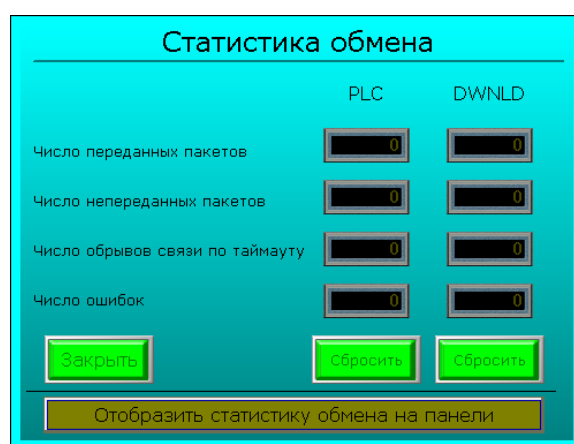 Статистика обмена
PLC DWNLD
Число переданных пакетов 0 0
Число непереданных пакетов 0 0
Число обрывов связи по таймауту 0 0
Число ошибок 0 0
Закрыть Сбросить Сбросить
Отобразить статистику обмена на панели